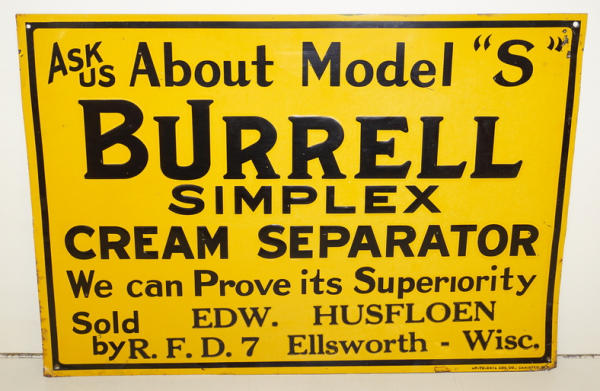 Ask us About Model "S"
BURRELL
SIMPLEX
CREAM SEPARATOR
We can Prove its Superiority
Sold by EDW. HUSFLOEN
R. F. D. 7 Ellsworth - Wisc.